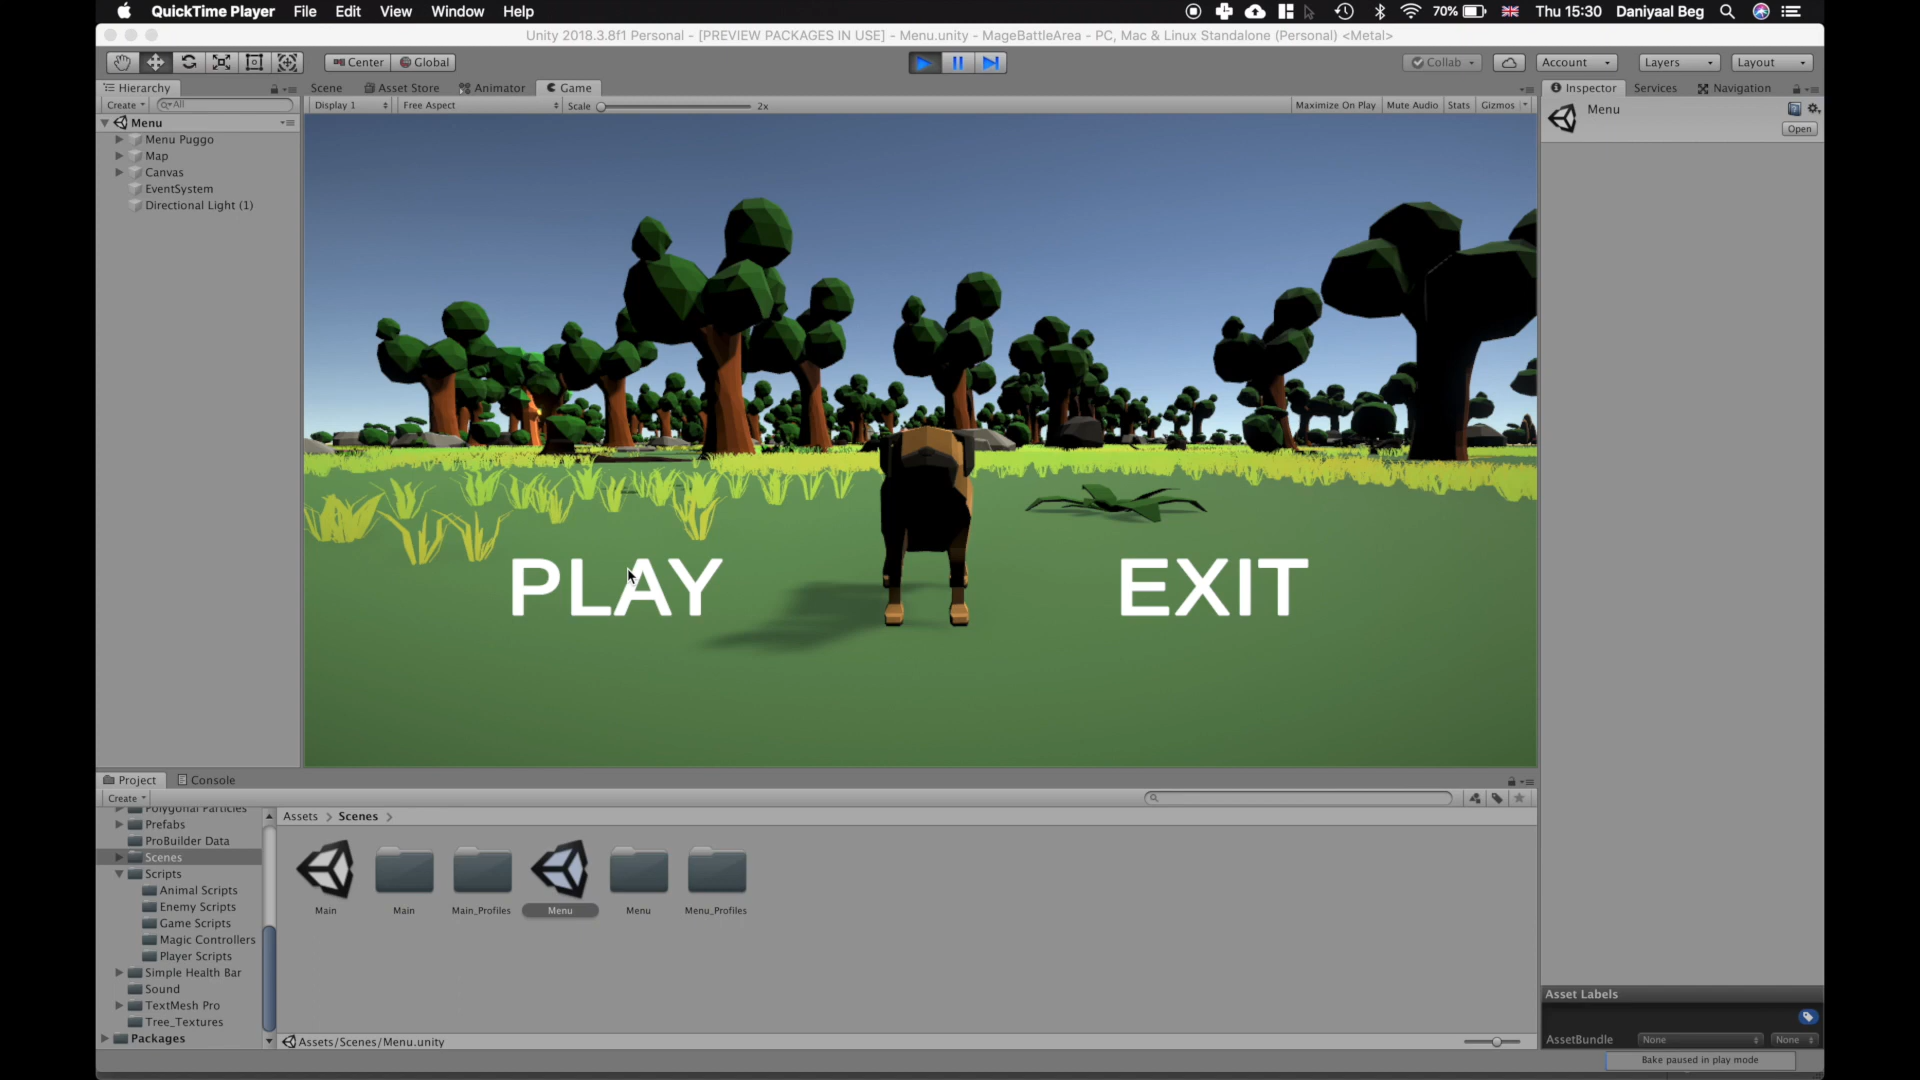 QuickTime Player File Edit View Window Help 70% Thu 15:30 Daniyaal Beg
Unity 2018.3.8f1 Personal - [PREVIEW PACKAGES IN USE] - Menu.unity - MageBattleArea - PC, Mac & Linux Standalone (Personal) <Metal>
Center Global Collab Account Layers Layout
Hierarchy Scene Asset Store Animator Game Inspector Services Navigation
Create All Display 1 Free Aspect Scale 2x Maximize On Play Mute Audio Stats Gizmos Menu
Menu Open
Menu Puggo
Map
Canvas
EventSystem
Directional Light (1)
PLAY EXIT
Project Console
Create
Polygonal Particles Assets > Scenes >
Prefabs
ProBuilder Data
Scenes
Scripts
Animal Scripts
Enemy Scripts Main Main Main_Profiles Menu Menu Menu_Profiles
Game Scripts
Magic Controllers
Player Scripts
Simple Health Bar
Sound Asset Labels
TextMesh Pro
Tree_Textures
Packages Assets/Scenes/Menu.unity AssetBundle None None
Bake paused in play mode